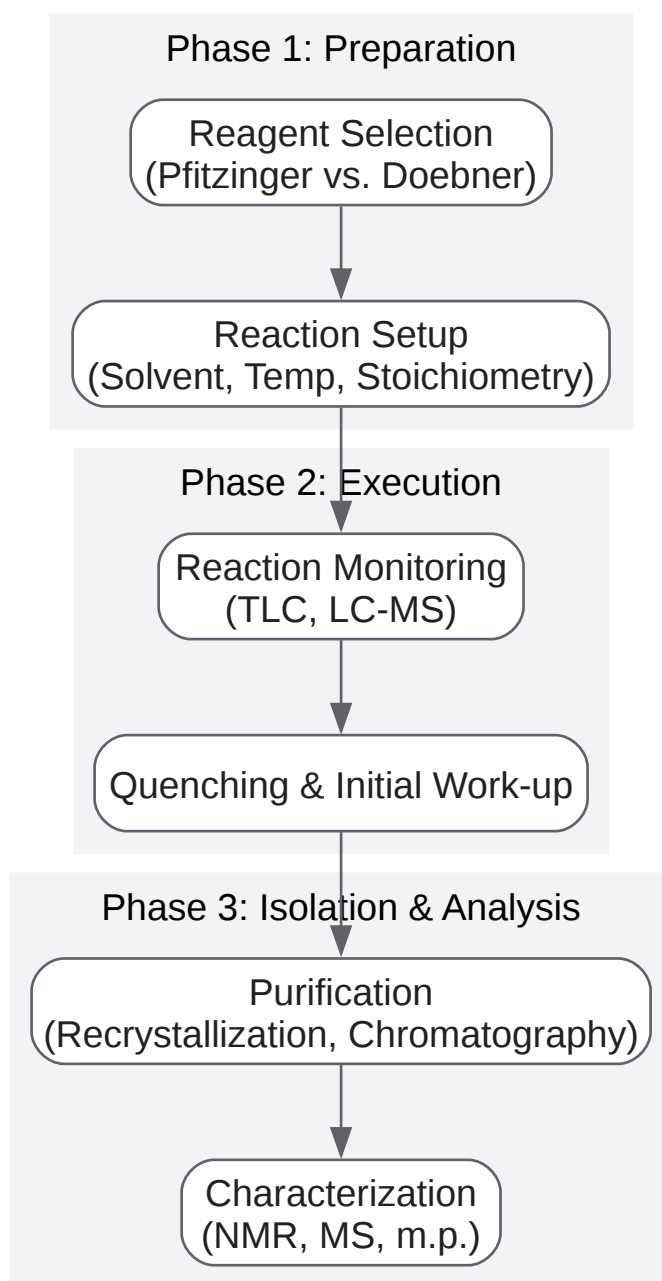 Phase 1: Preparation
Reagent Selection
(Pfitzinger vs. Doebner)
Reaction Setup
(Solvent, Temp, Stoichiometry)
Phase 2: Execution
Reaction Monitoring
(TLC, LC-MS)
Quenching & Initial Work-up
Phase 3: Isolation & Analysis
Purification
(Recrystallization, Chromatography)
Characterization
(NMR, MS, m.p.)